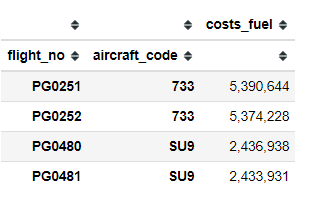 costs_fuel
flight_no aircraft_code
PG0251 733 5,390,644
PG0252 733 5,374,228
PG0480 SU9 2,436,938
PG0481 SU9 2,433,931